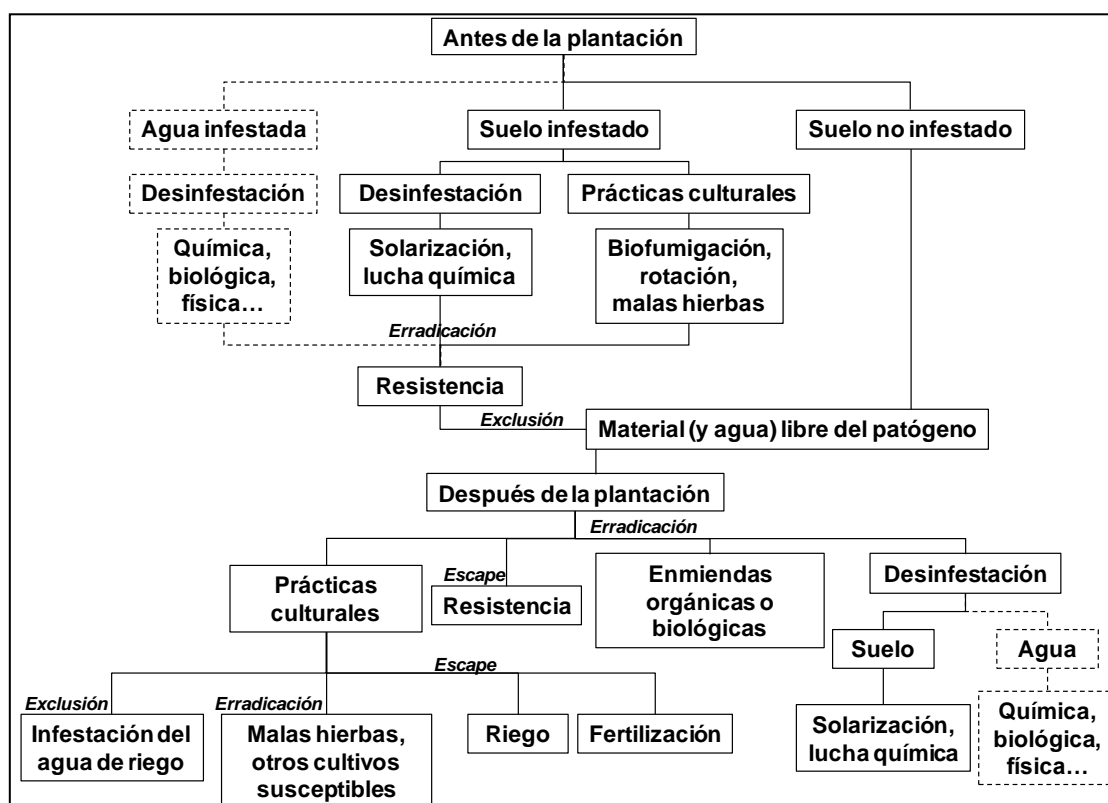 Antes de la plantación
Agua infestada
Suelo infestado
Suelo no infestado
Desinfestación
Desinfestación
Prácticas culturales
Química,
biológica,
física…
Solarización,
lucha química
Biofumigación,
rotación,
malas hierbas
Erradicación
Resistencia
Exclusión
Material (y agua) libre del patógeno
Después de la plantación
Erradicación
Prácticas
culturales
Escape
Resistencia
Enmiendas
orgánicas o
biológicas
Desinfestación
Suelo
Agua
Escape
Exclusión
Erradicación
Infestación del
agua de riego
Malas hierbas,
otros cultivos
susceptibles
Riego
Fertilización
Solarización,
lucha química
Química,
biológica,
física…